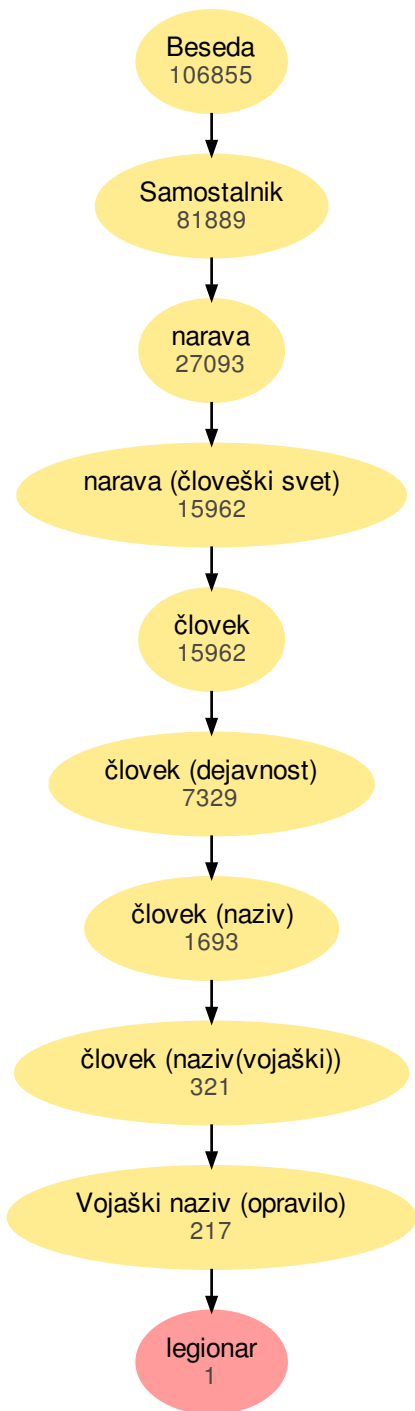 Beseda
106855
Samostalnik
81889
narava
27093
narava (človeški svet)
15962
človek
15962
človek (dejavnost)
7329
človek (naziv)
1693
človek (naziv(vojaški))
321
Vojaški naziv (opravilo)
217
legionar
1